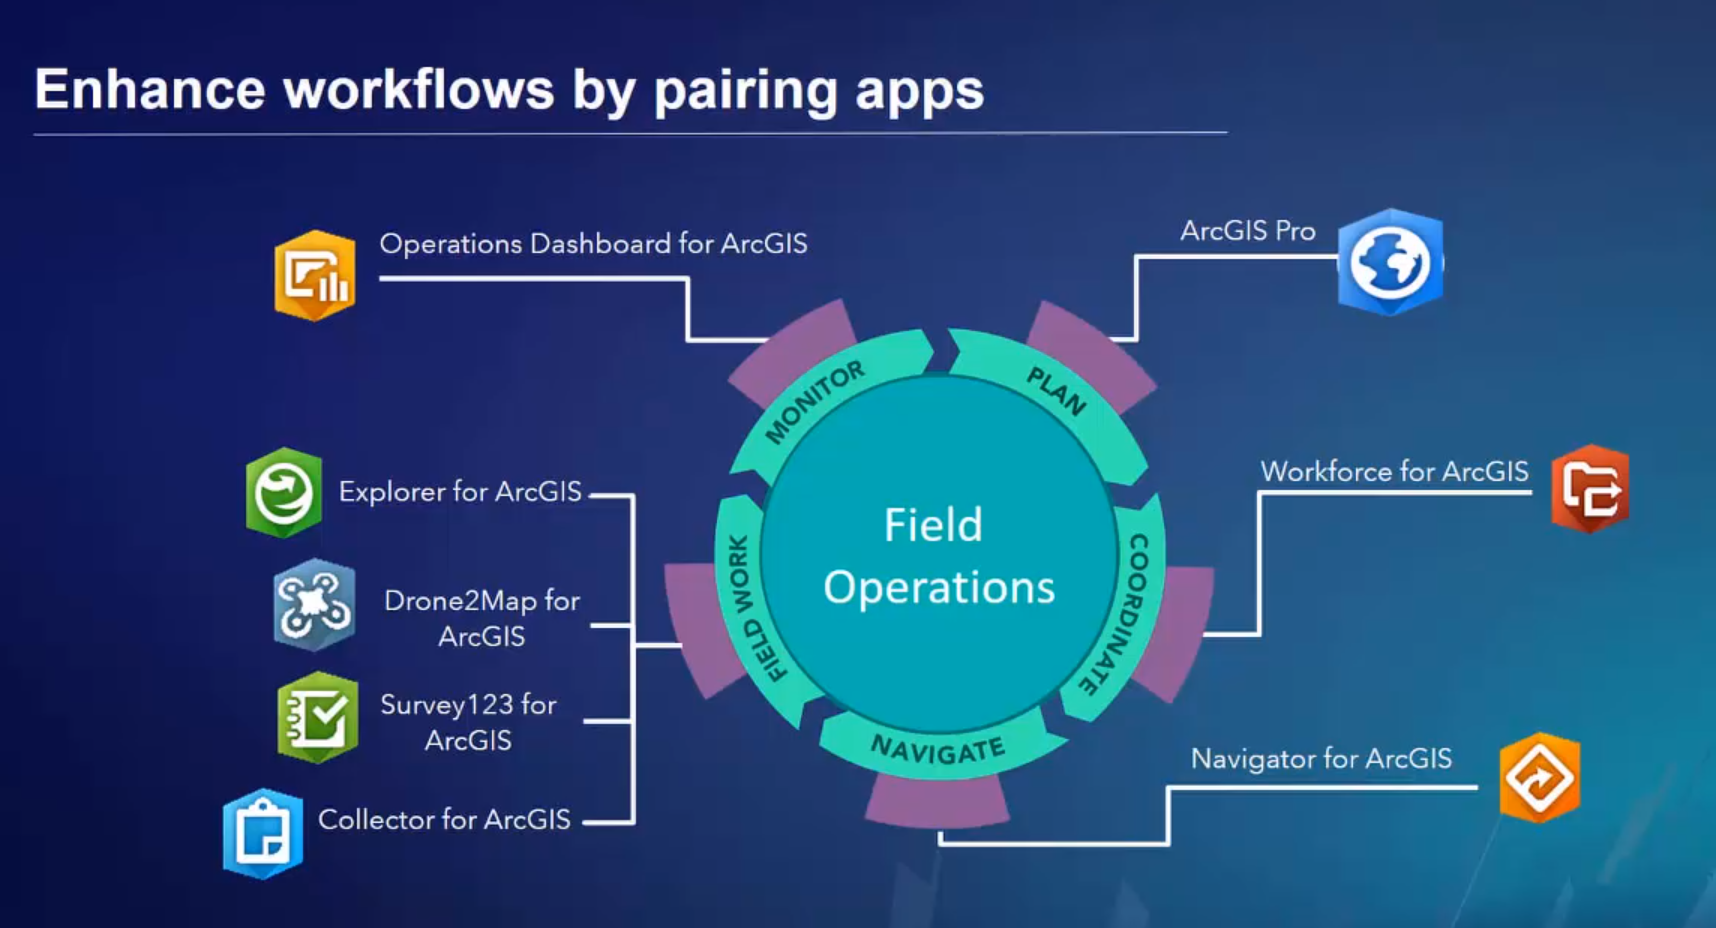 Enhance workflows by pairing apps
Operations Dashboard for ArcGIS
ArcGIS Pro
MONITOR
PLAN
Explorer for ArcGIS
Workforce for ArcGIS
Field
Operations
FIELD WORK
COORDINATE
Drone2Map for
ArcGIS
Survey123 for
ArcGIS
NAVIGATE
Navigator for ArcGIS
Collector for ArcGIS